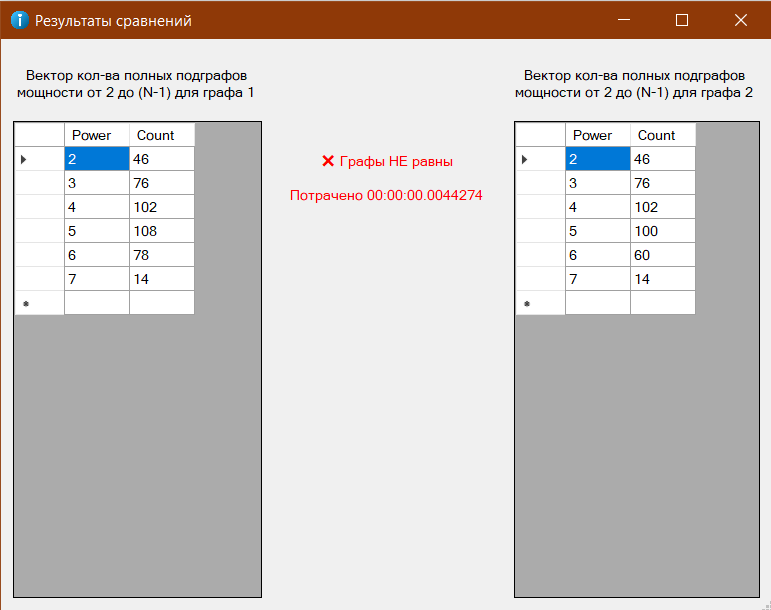 Результаты сравнений
Вектор кол-ва полных подграфов
мощности от 2 до (N-1) для графа 1
Power Count
2 46
3 76
4 102
5 108
6 78
7 14
❌ Графы НЕ равны
Потрачено 00:00:00.0044274
Вектор кол-ва полных подграфов
мощности от 2 до (N-1) для графа 2
Power Count
2 46
3 76
4 102
5 100
6 60
7 14